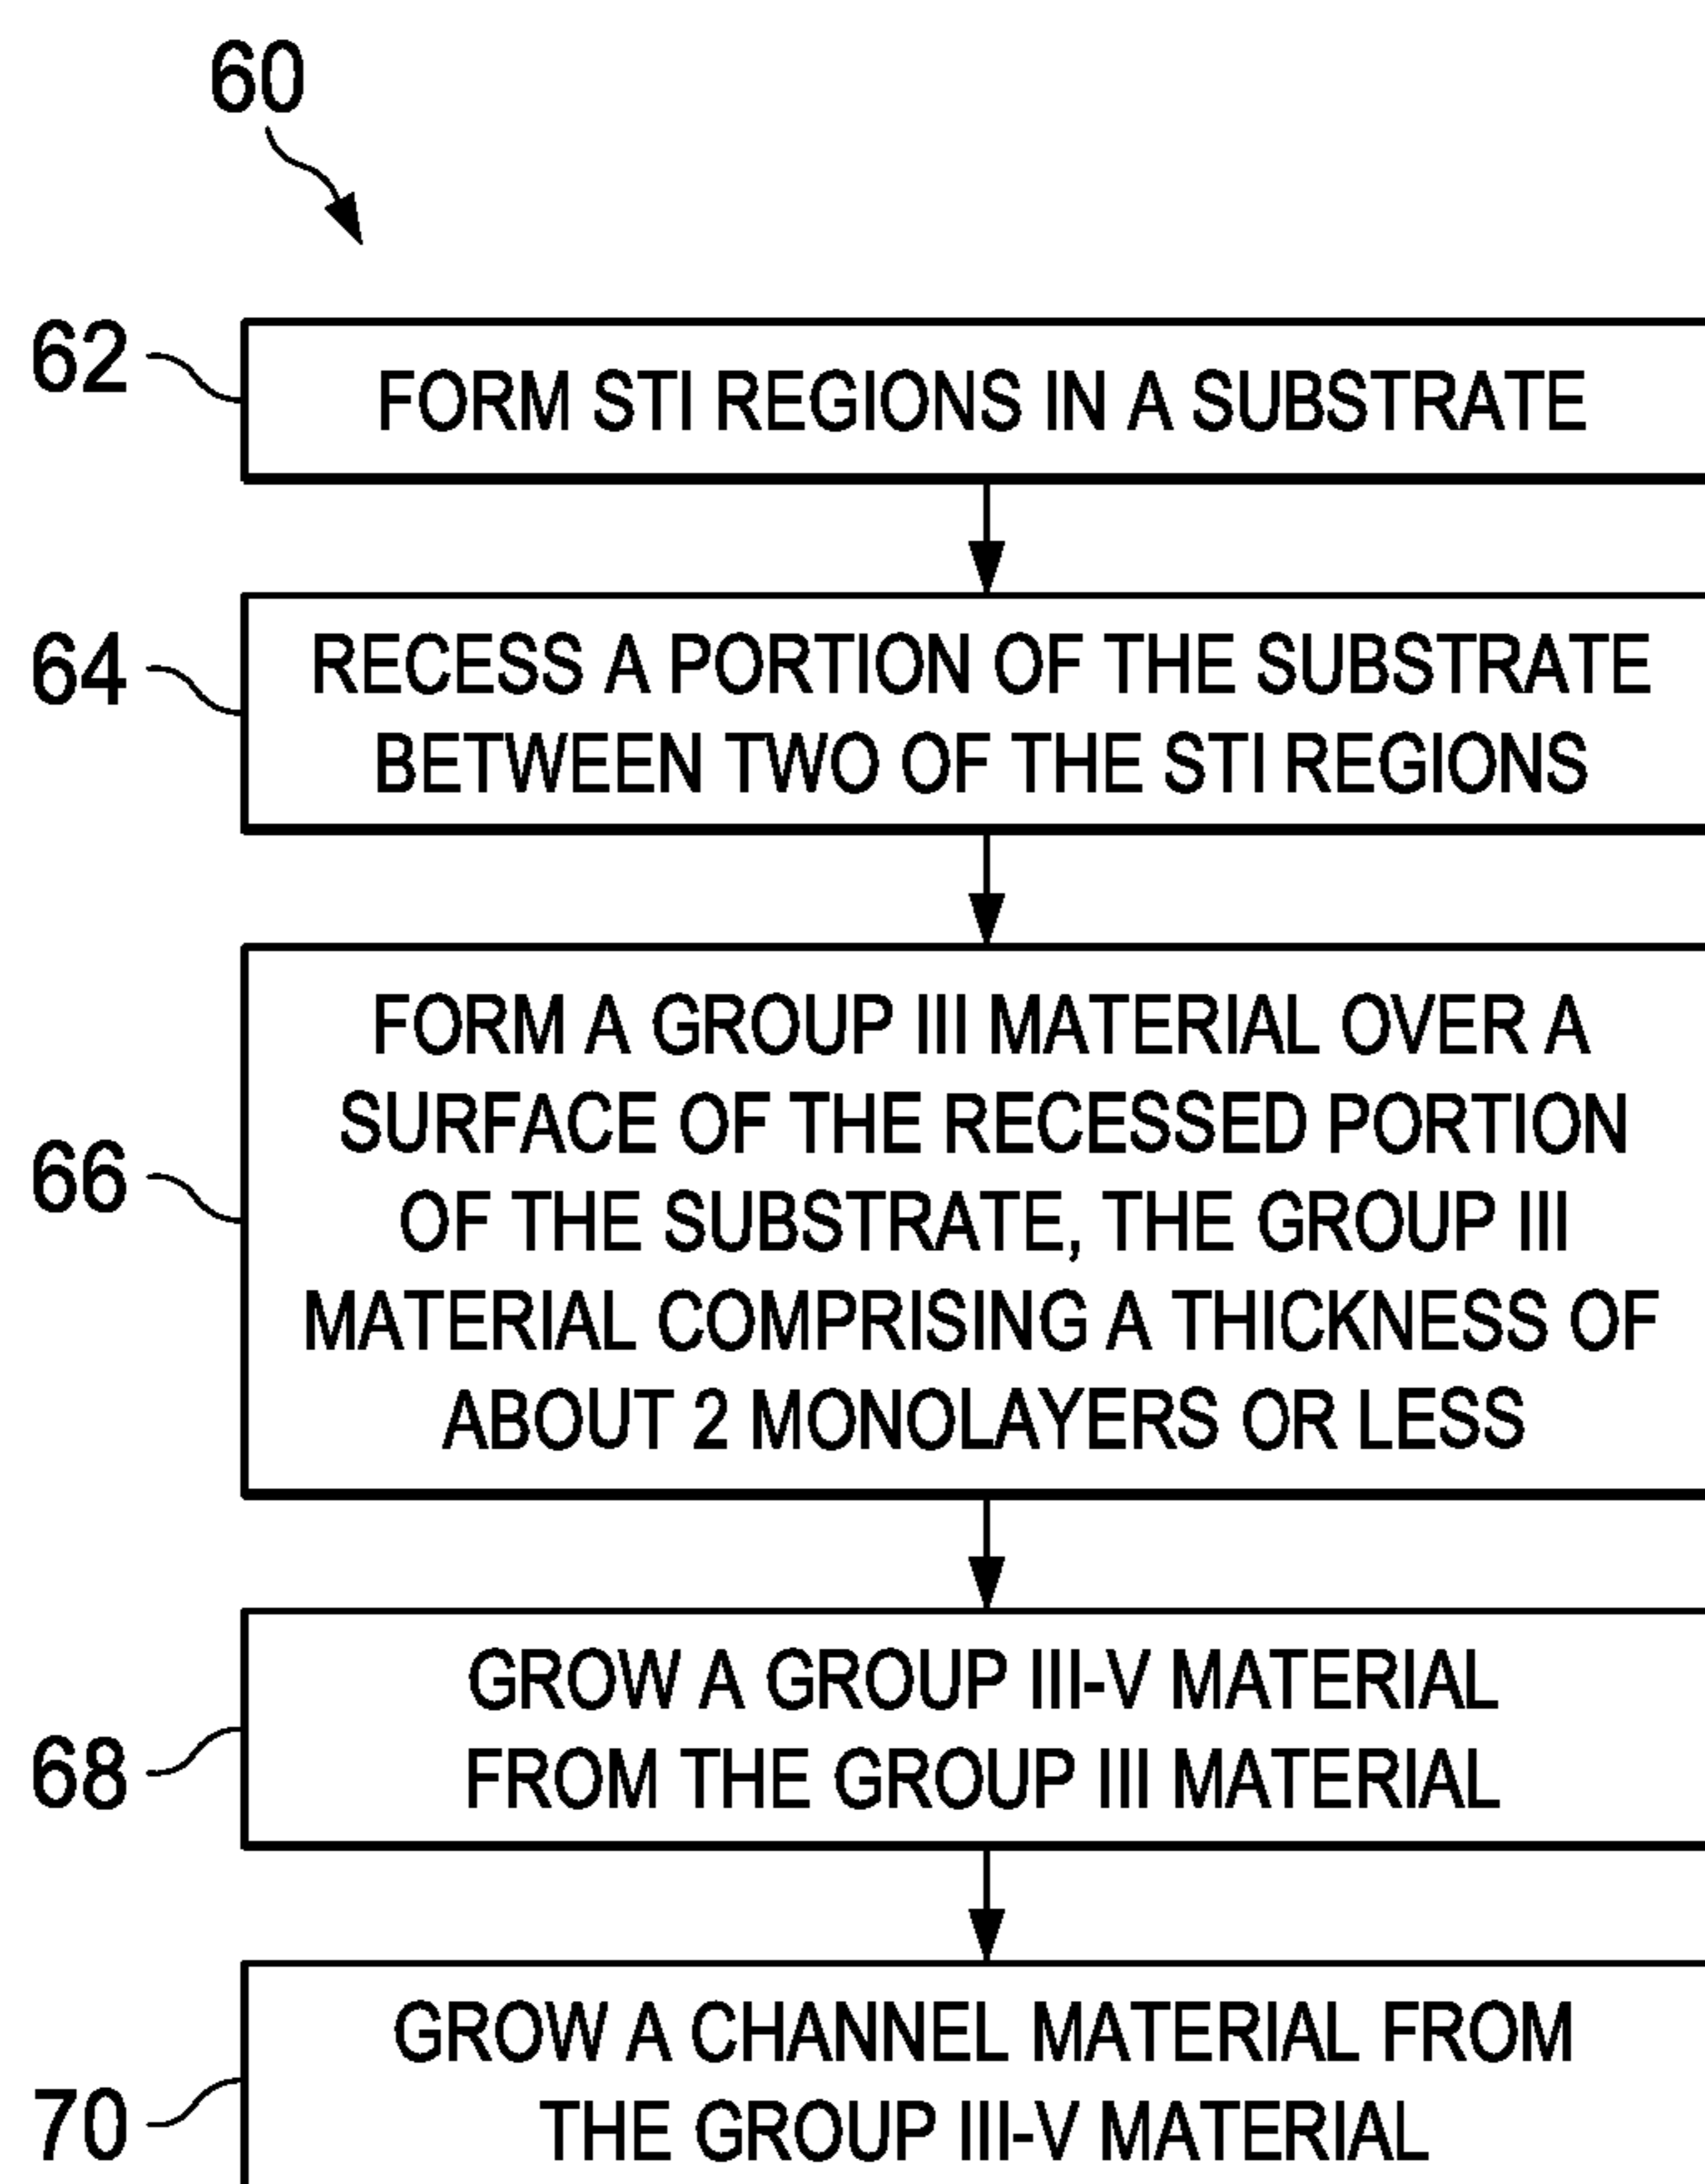 60
62
FORM STI REGIONS IN A SUBSTRATE
64
RECESS A PORTION OF THE SUBSTRATE
BETWEEN TWO OF THE STI REGIONS
66
FORM A GROUP III MATERIAL OVER A
SURFACE OF THE RECESSED PORTION
OF THE SUBSTRATE, THE GROUP III
MATERIAL COMPRISING A THICKNESS OF
ABOUT 2 MONOLAYERS OR LESS
68
GROW A GROUP III-V MATERIAL
FROM THE GROUP III MATERIAL
70
GROW A CHANNEL MATERIAL FROM
THE GROUP III-V MATERIAL